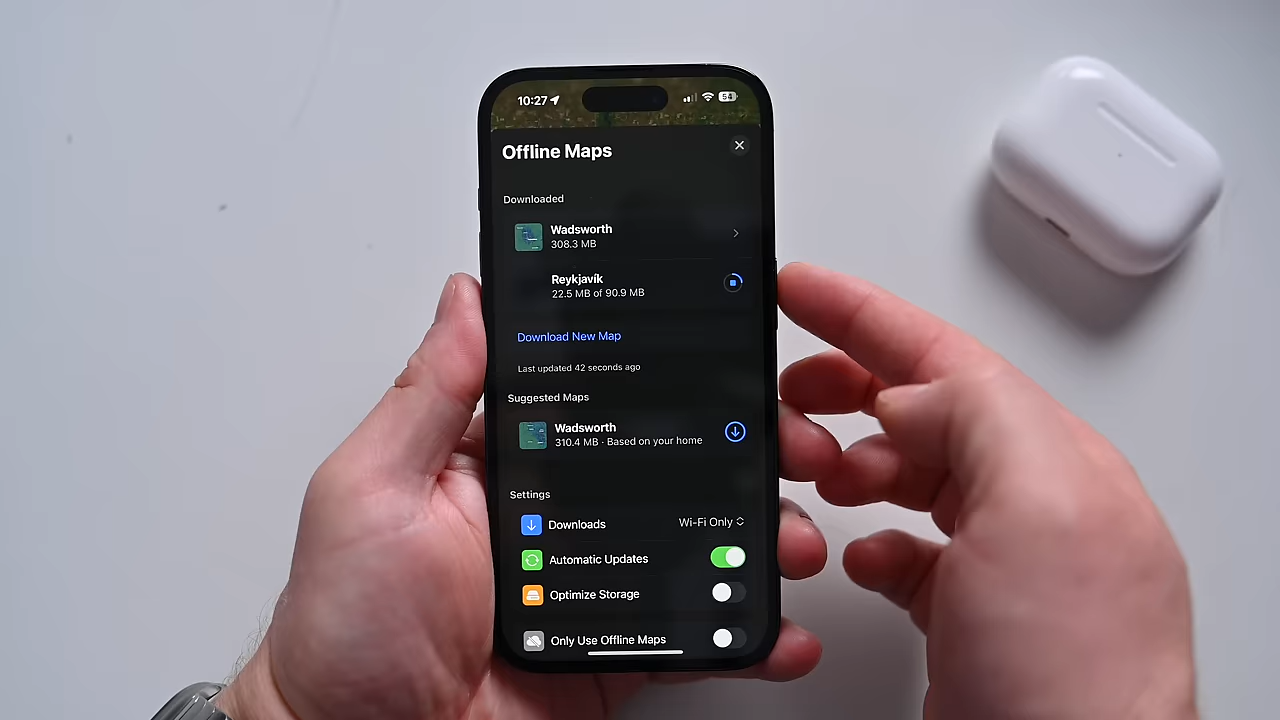 10:27
54
Offline Maps
Downloaded
Wadsworth
308.3 MB
Reykjavík
22.5 MB of 90.9 MB
Download New Map
Last updated 42 seconds ago
Suggested Maps
Wadsworth
310.4 MB · Based on your home
Settings
Downloads Wi-Fi Only
Automatic Updates
Optimize Storage
Only Use Offline Maps